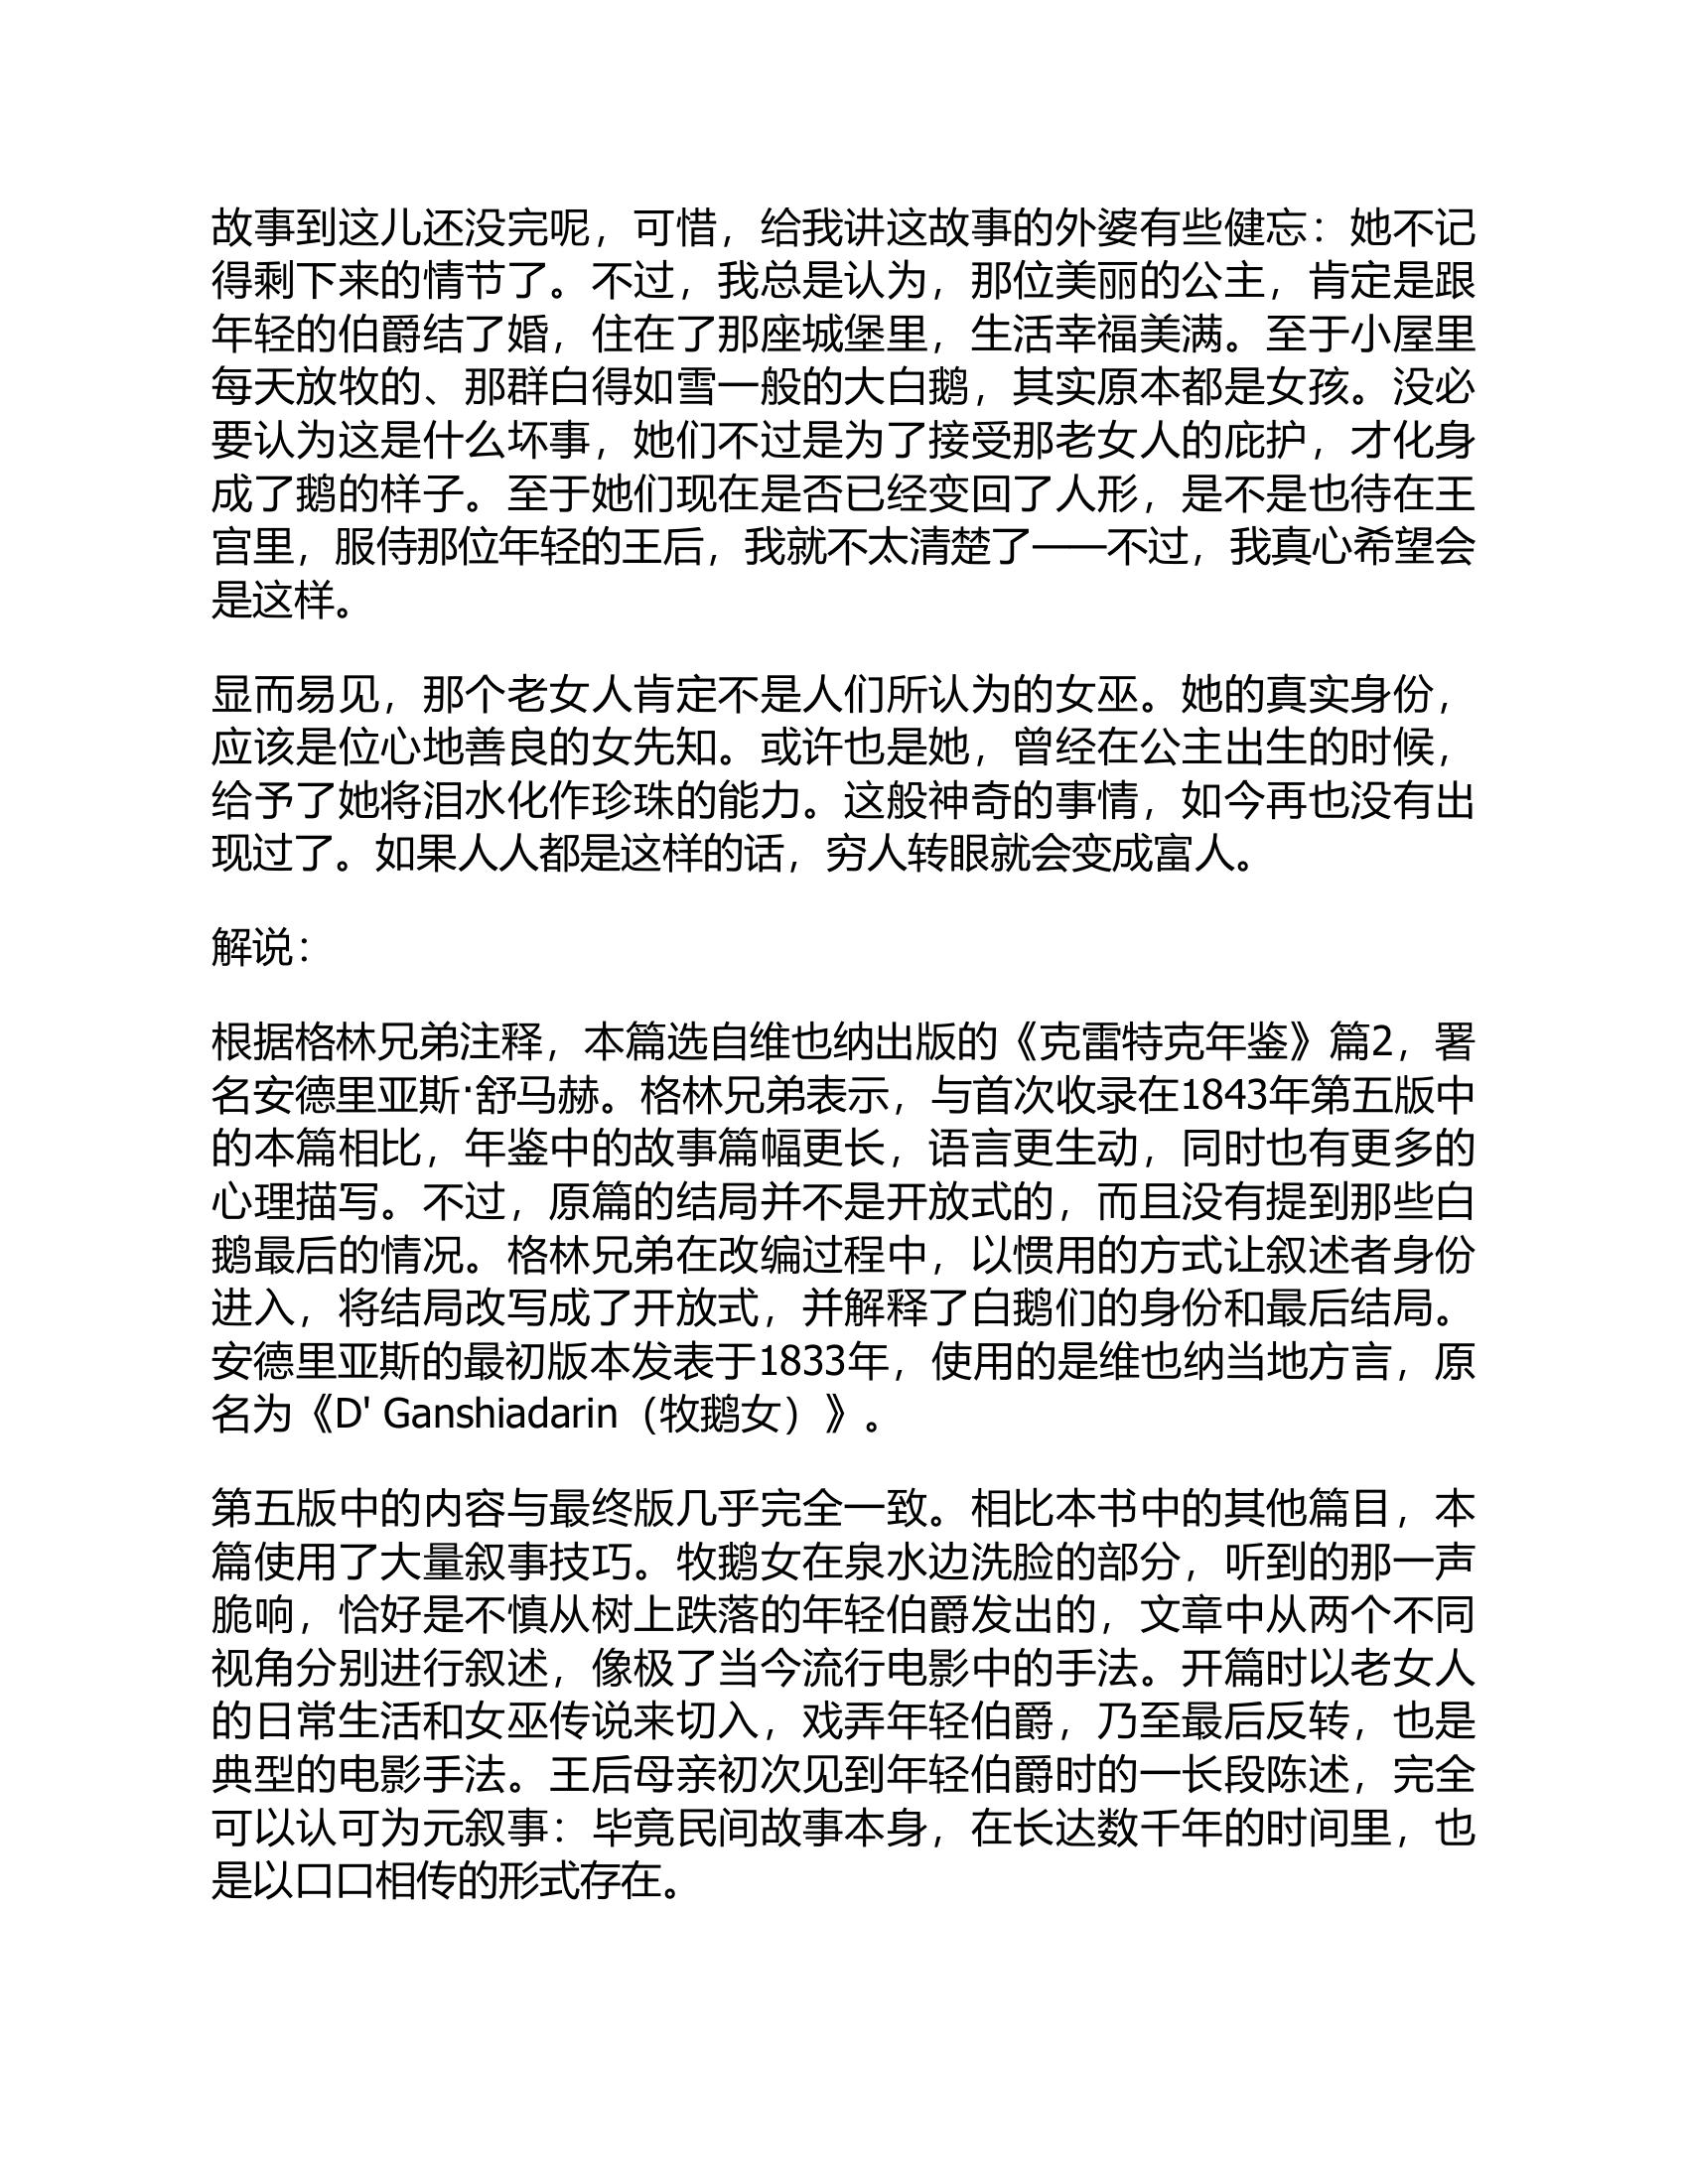 故事到这儿还没完呢，可惜，给我讲这故事的外婆有些健忘：她不记
得剩下来的情节了。不过，我总是认为，那位美丽的公主，肯定是跟
年轻的伯爵结了婚，住在了那座城堡里，生活幸福美满。至于小屋里
每天放牧的、那群白得如雪一般的大白鹅，其实原本都是女孩。没必
要认为这是什么坏事，她们不过是为了接受那老女人的庇护，才化身
成了鹅的样子。至于她们现在是否已经变回了人形，是不是也待在王
宫里，服侍那位年轻的王后，我就不太清楚了——不过，我真心希望会
是这样。
显而易见，那个老女人肯定不是人们所认为的女巫。她的真实身份，
应该是位心地善良的女先知。或许也是她，曾经在公主出生的时候，
给予了她将泪水化作珍珠的能力。这般神奇的事情，如今再也没有出
现过了。如果人人都是这样的话，穷人转眼就会变成富人。
解说：
根据格林兄弟注释，本篇选自维也纳出版的《克雷特克年鉴》篇2，署
名安德里亚斯·舒马赫。格林兄弟表示，与首次收录在1843年第五版中
的本篇相比，年鉴中的故事篇幅更长，语言更生动，同时也有更多的
心理描写。不过，原篇的结局并不是开放式的，而且没有提到那些白
鹅最后的情况。格林兄弟在改编过程中，以惯用的方式让叙述者身份
进入，将结局改写成了开放式，并解释了白鹅们的身份和最后结局。
安德里亚斯的最初版本发表于1833年，使用的是维也纳当地方言，原
名为《D' Ganshiadarin（牧鹅女）》。
第五版中的内容与最终版几乎完全一致。相比本书中的其他篇目，本
篇使用了大量叙事技巧。牧鹅女在泉水边洗脸的部分，听到的那一声
脆响，恰好是不慎从树上跌落的年轻伯爵发出的，文章中从两个不同
视角分别进行叙述，像极了当今流行电影中的手法。开篇时以老女人
的日常生活和女巫传说来切入，戏弄年轻伯爵，乃至最后反转，也是
典型的电影手法。王后母亲初次见到年轻伯爵时的一长段陈述，完全
可以认可为元叙事：毕竟民间故事本身，在长达数千年的时间里，也
是以口口相传的形式存在。